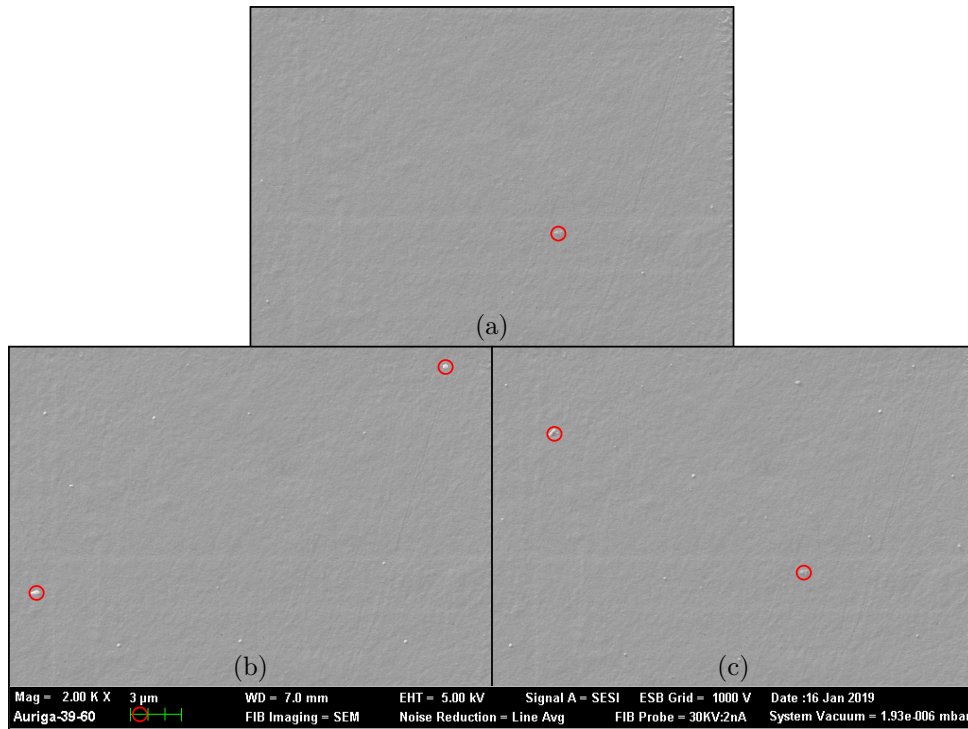 (a)
(b)
(c)
Mag = 2.00 K X 3 µm WD = 7.0 mm EHT = 5.00 kV Signal A = SESI ESB Grid = 1000 V Date :16 Jan 2019
Auriga-39-60 FIB Imaging = SEM Noise Reduction = Line Avg FIB Probe = 30KV:2nA System Vacuum = 1.93e-006 mbar